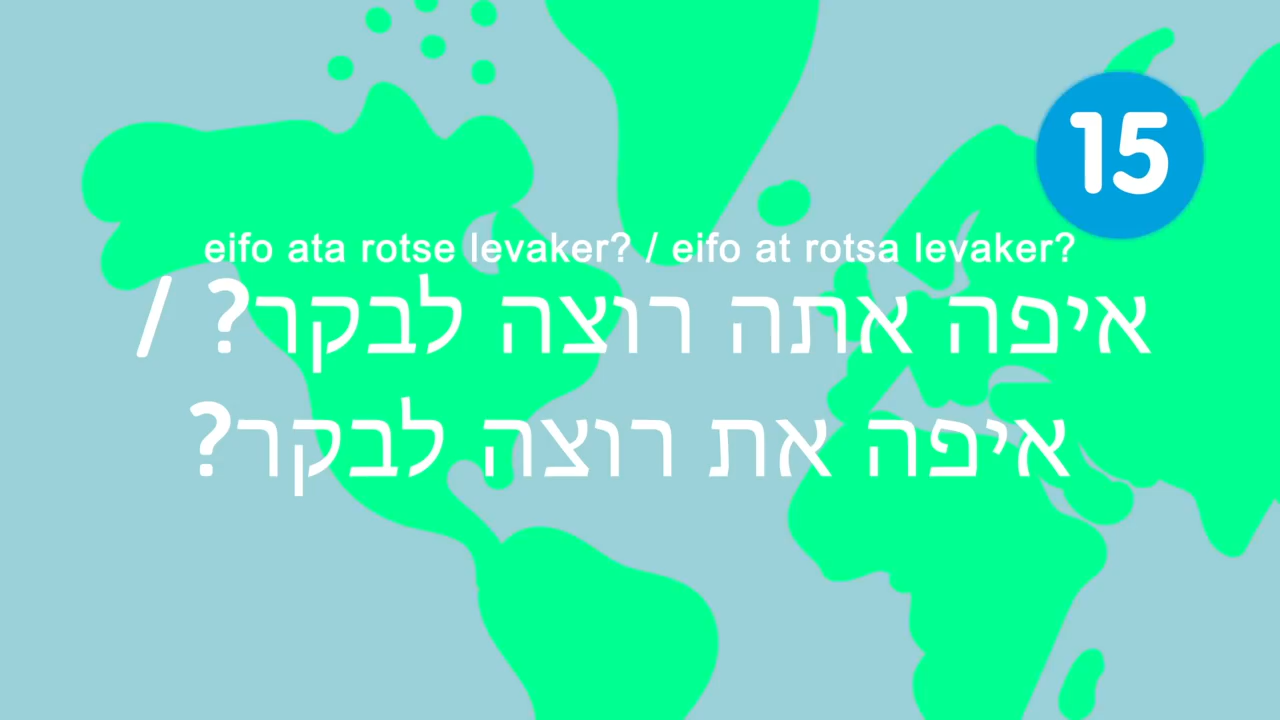 15
eifo ata rotse levaker? / eifo at rotsa levaker?
איפה אתה רוצה לבקר? /
איפה את רוצה לבקר?